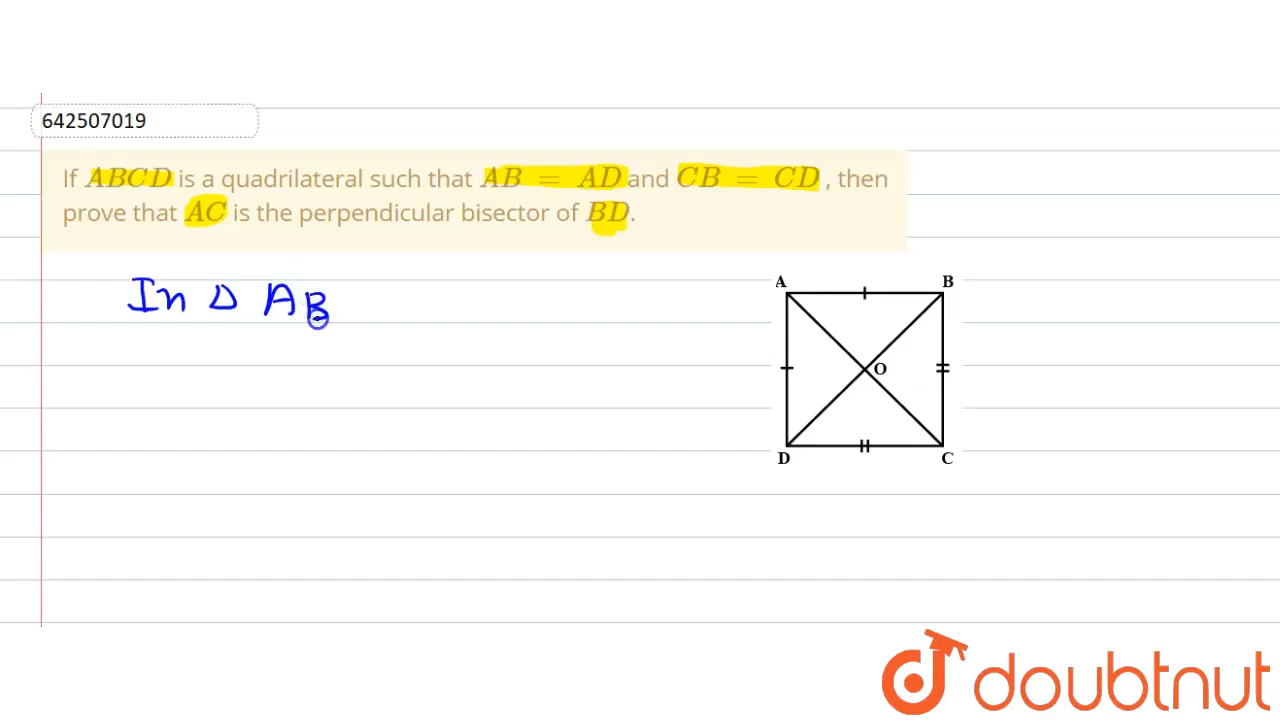 642507019
If ABCD is a quadrilateral such that AB = AD and CB = CD , then
prove that AC is the perpendicular bisector of BD.
In Δ AB
A B
O
D C
doubtnut